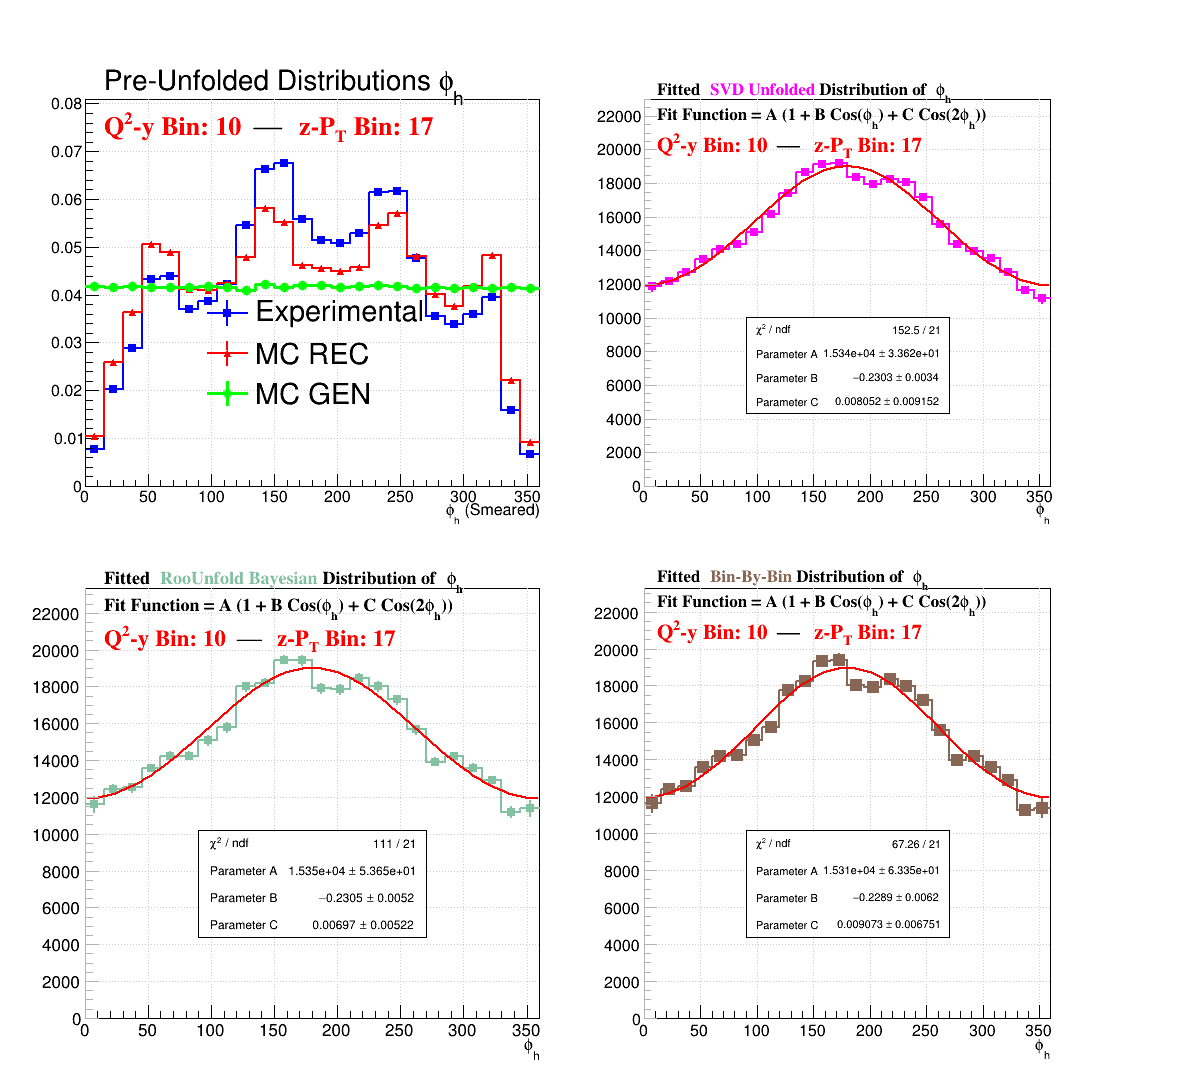 Pre-Unfolded Distributions ϕh
Q2-y Bin: 10 — z-PT Bin: 17
0.08
0.07
0.06
0.05
0.04
0.03
0.02
0.01
0
Experimental
MC REC
MC GEN
0 50 100 150 200 250 300 350
ϕh (Smeared)
Fitted SVD Unfolded Distribution of ϕh
Fit Function = A (1 + B Cos(ϕh) + C Cos(2ϕh))
Q2-y Bin: 10 — z-PT Bin: 17
22000
20000
18000
16000
14000
12000
10000
8000
6000
4000
2000
0
χ2 / ndf 152.5 / 21
Parameter A 1.534e+04 ± 3.362e+01
Parameter B −0.2303 ± 0.0034
Parameter C 0.008052 ± 0.009152
0 50 100 150 200 250 300 350
ϕh
Fitted RooUnfold Bayesian Distribution of ϕh
Fit Function = A (1 + B Cos(ϕh) + C Cos(2ϕh))
Q2-y Bin: 10 — z-PT Bin: 17
22000
20000
18000
16000
14000
12000
10000
8000
6000
4000
2000
0
χ2 / ndf 111 / 21
Parameter A 1.535e+04 ± 5.365e+01
Parameter B −0.2305 ± 0.0052
Parameter C 0.00697 ± 0.00522
0 50 100 150 200 250 300 350
ϕh
Fitted Bin-By-Bin Distribution of ϕh
Fit Function = A (1 + B Cos(ϕh) + C Cos(2ϕh))
Q2-y Bin: 10 — z-PT Bin: 17
22000
20000
18000
16000
14000
12000
10000
8000
6000
4000
2000
0
χ2 / ndf 67.26 / 21
Parameter A 1.531e+04 ± 6.335e+01
Parameter B −0.2289 ± 0.0062
Parameter C 0.009073 ± 0.006751
0 50 100 150 200 250 300 350
ϕh